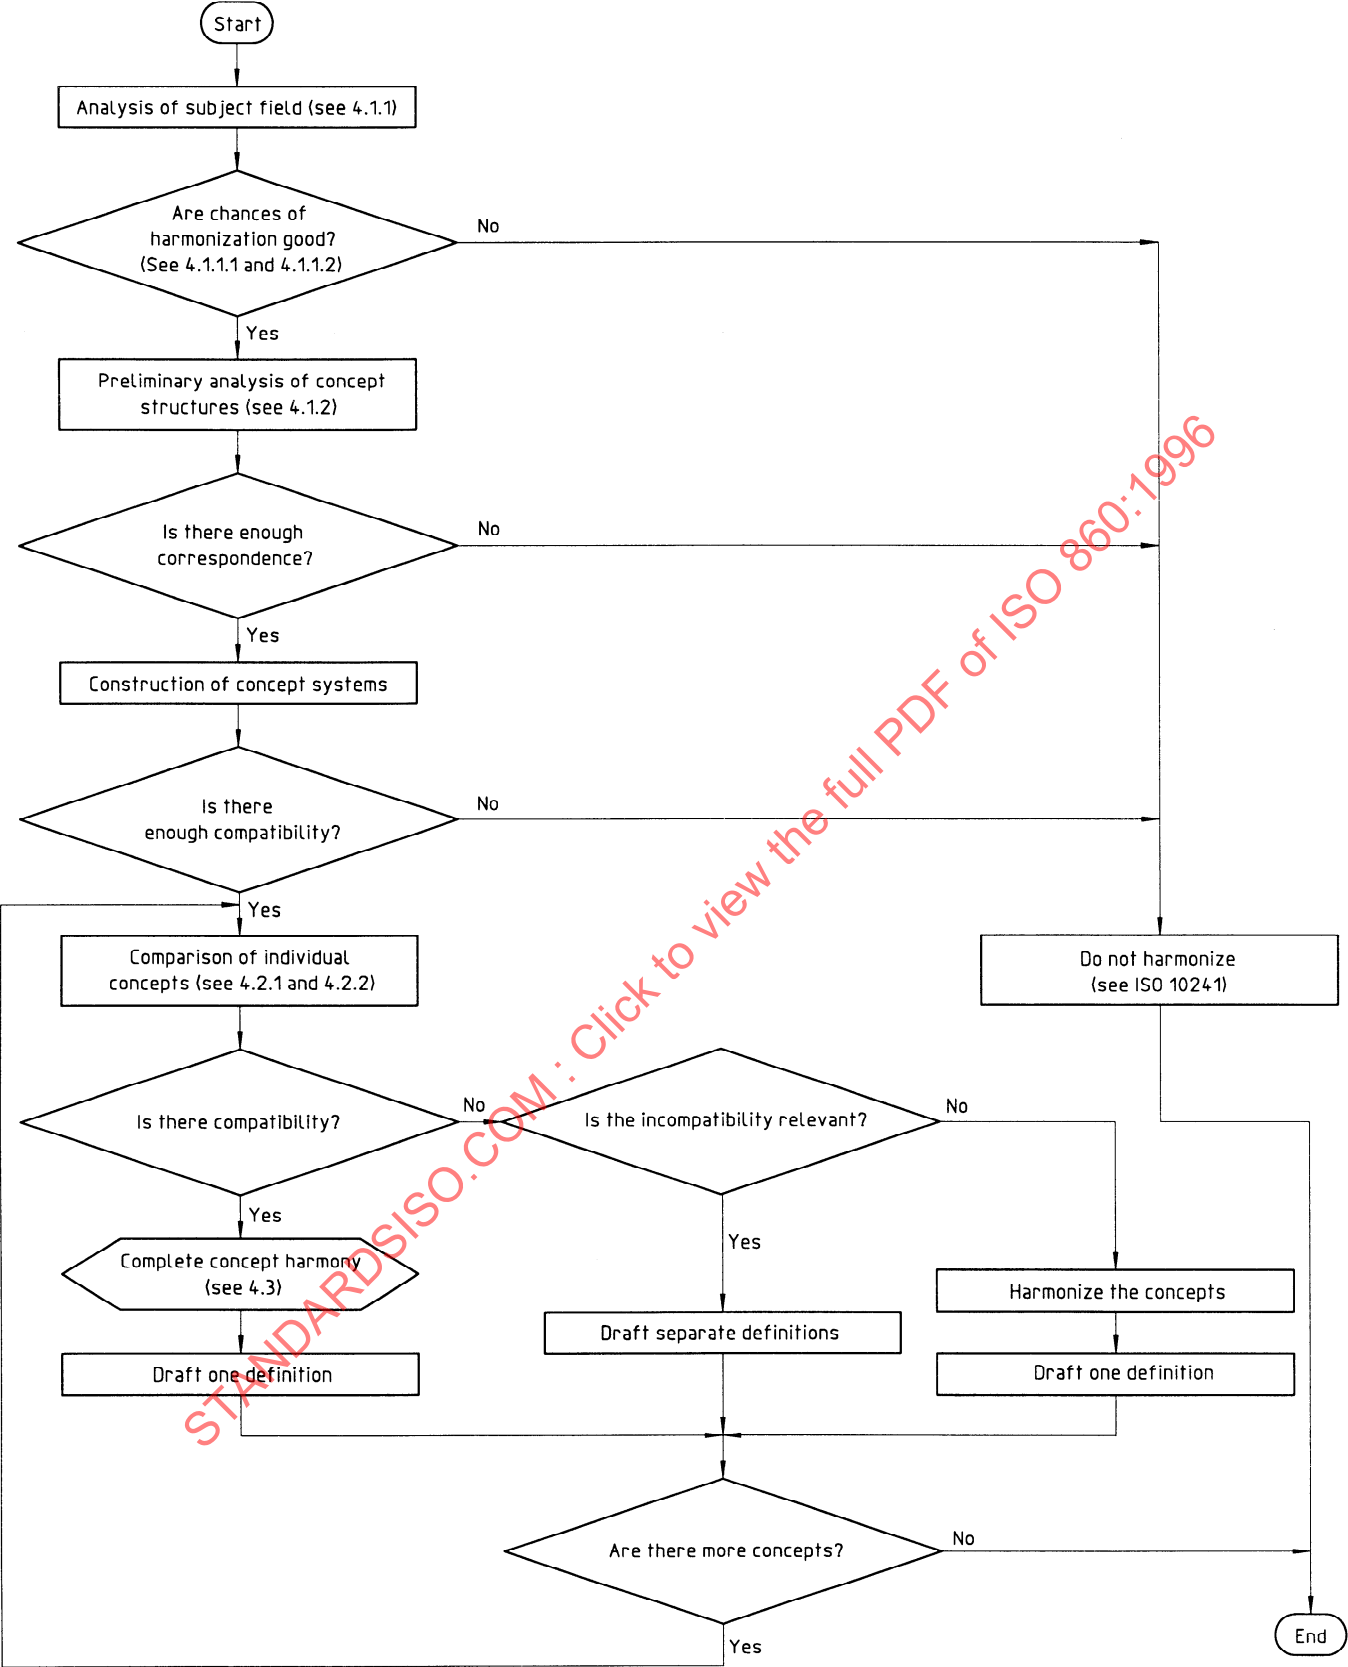 Start
Analysis of subject field (see 4.1.1)
Are chances of
harmonization good?
(See 4.1.1.1 and 4.1.1.2)
No
Yes
Preliminary analysis of concept
structures (see 4.1.2)
Is there enough
correspondence?
No
Yes
Construction of concept systems
Is there
enough compatibility?
No
Yes
Comparison of individual
concepts (see 4.2.1 and 4.2.2)
Do not harmonize
(see ISO 10241)
Is there compatibility?
No
Is the incompatibility relevant?
No
Yes
Complete concept harmony
(see 4.3)
Yes
Harmonize the concepts
Draft separate definitions
Draft one definition
Draft one definition
Are there more concepts?
No
Yes
End
STANDARDSISO.COM : Click to view the full PDF of ISO 860:1996